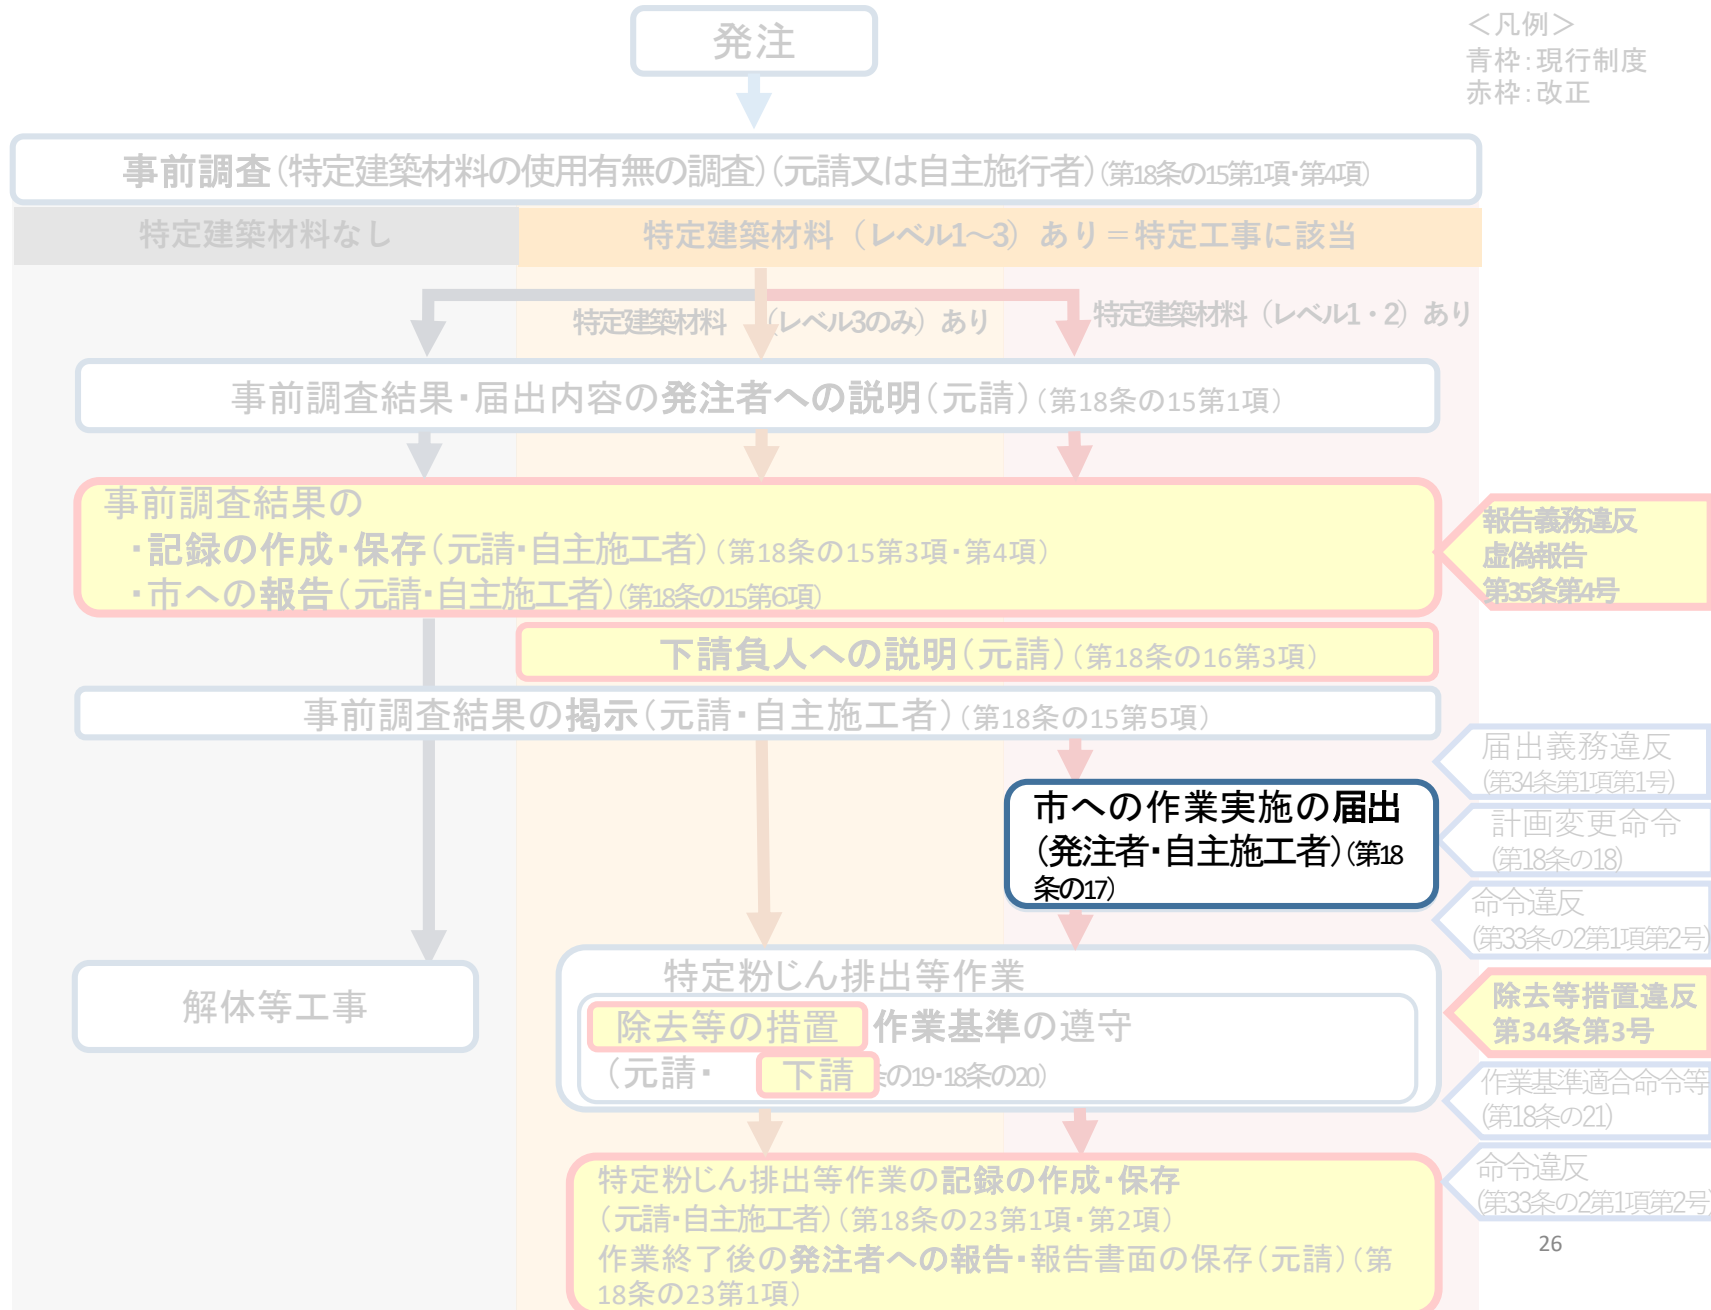 発注
＜凡例＞
青枠：現行制度
赤枠：改正
事前調査（特定建築材料の使用有無の調査）（元請又は自主施行者）（第18条の15第1項・第4項）
特定建築材料なし
特定建築材料（レベル1～3）あり＝特定工事に該当
特定建築材料（レベル3のみ）あり
特定建築材料（レベル1・2）あり
事前調査結果・届出内容の発注者への説明（元請）（第18条の15第1項）
事前調査結果の
・記録の作成・保存（元請・自主施工者）（第18条の15第3項・第4項）
・市への報告（元請・自主施工者）（第18条の15第6項）
報告義務違反
虚偽報告
第35条第4号
下請負人への説明（元請）（第18条の16第3項）
事前調査結果の掲示（元請・自主施工者）（第18条の15第5項）
届出義務違反
（第34条第1項第1号）
市への作業実施の届出
（発注者・自主施工者）（第18
条の17）
計画変更命令
（第18条の18）
命令違反
（第33条の2第1項第2号）
解体等工事
特定粉じん排出等作業
除去等の措置 作業基準の遵守
（元請・ 下請 の19・18条の20）
除去等措置違反
第34条第3号
作業基準適合命令等
（第18条の21）
命令違反
（第33条の2第1項第2号）
特定粉じん排出等作業の記録の作成・保存
（元請・自主施工者）（第18条の23第1項・第2項）
作業終了後の発注者への報告・報告書面の保存（元請）（第
18条の23第1項）
26